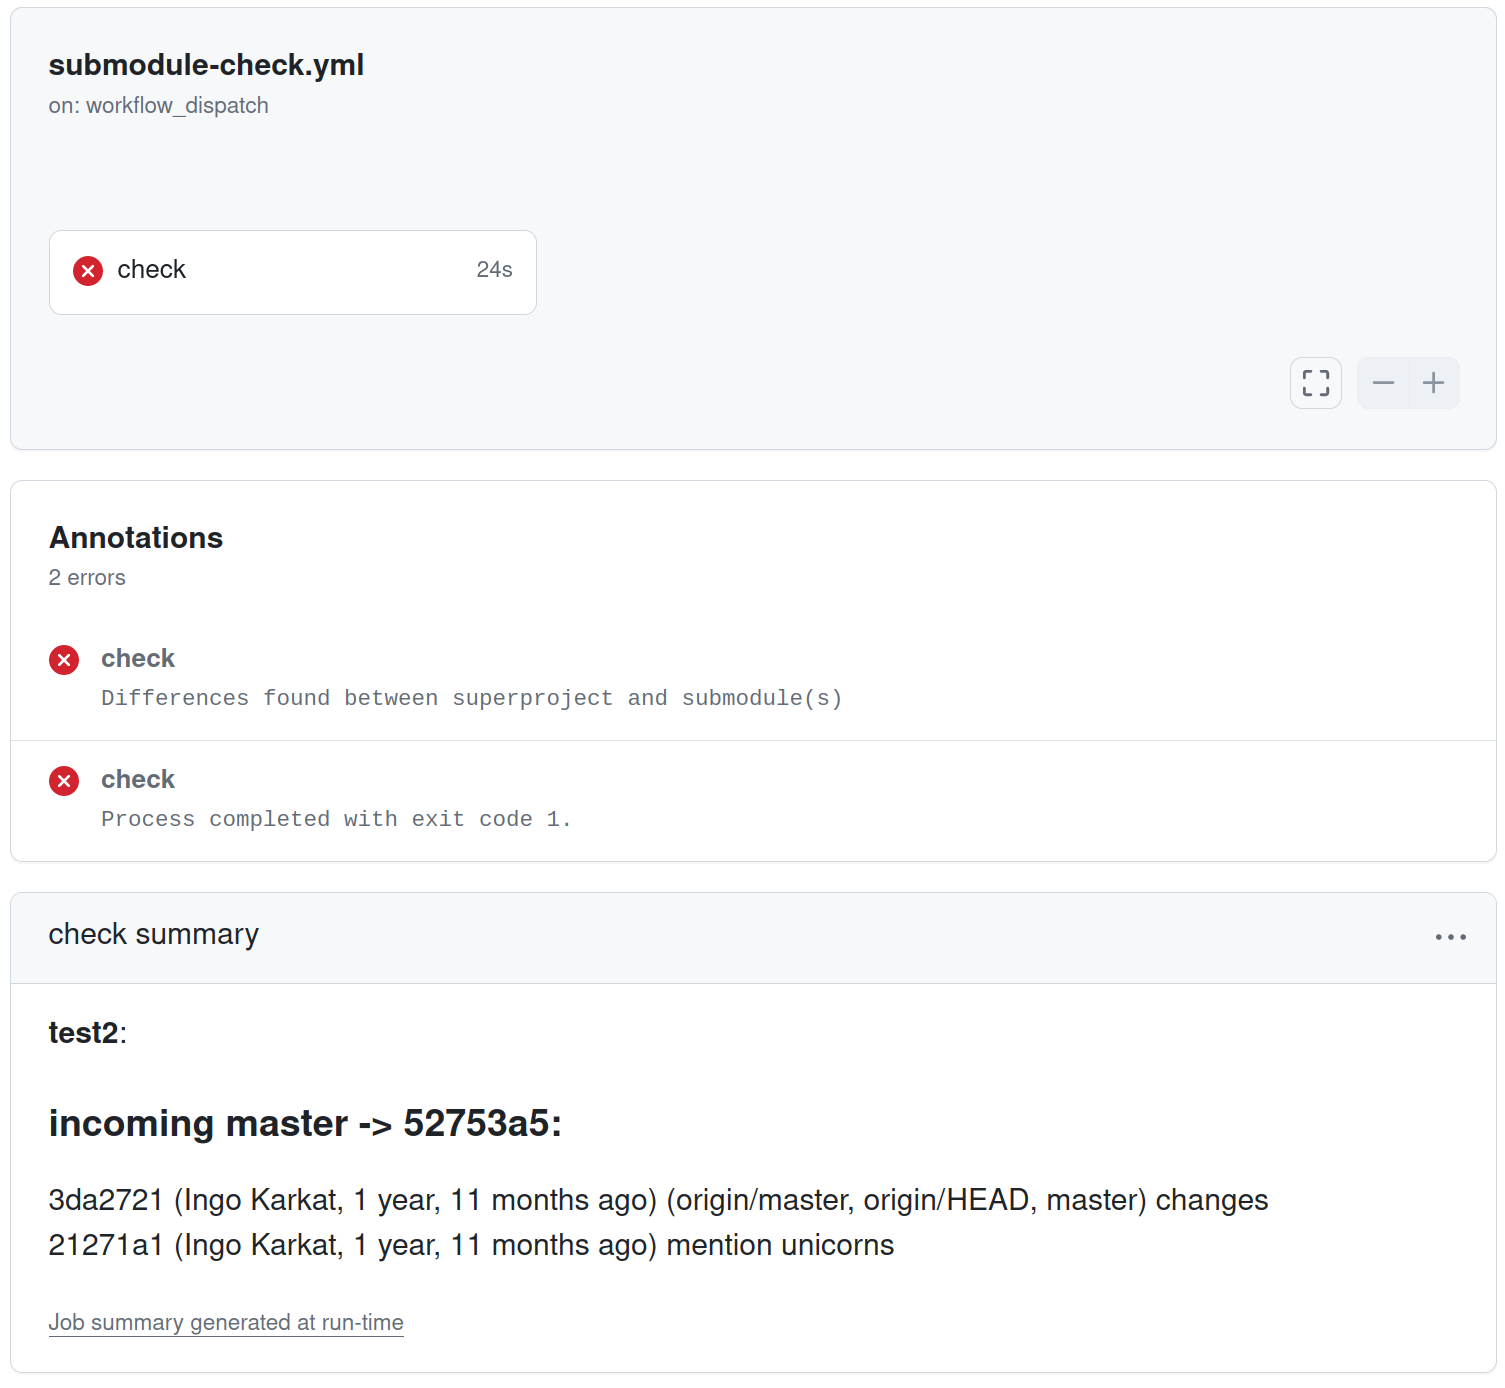 submodule-check.yml
on: workflow_dispatch
check 24s
Annotations
2 errors
check
Differences found between superproject and submodule(s)
check
Process completed with exit code 1.
check summary
test2:
incoming master -> 52753a5:
3da2721 (Ingo Karkat, 1 year, 11 months ago) (origin/master, origin/HEAD, master) changes
21271a1 (Ingo Karkat, 1 year, 11 months ago) mention unicorns
Job summary generated at run-time